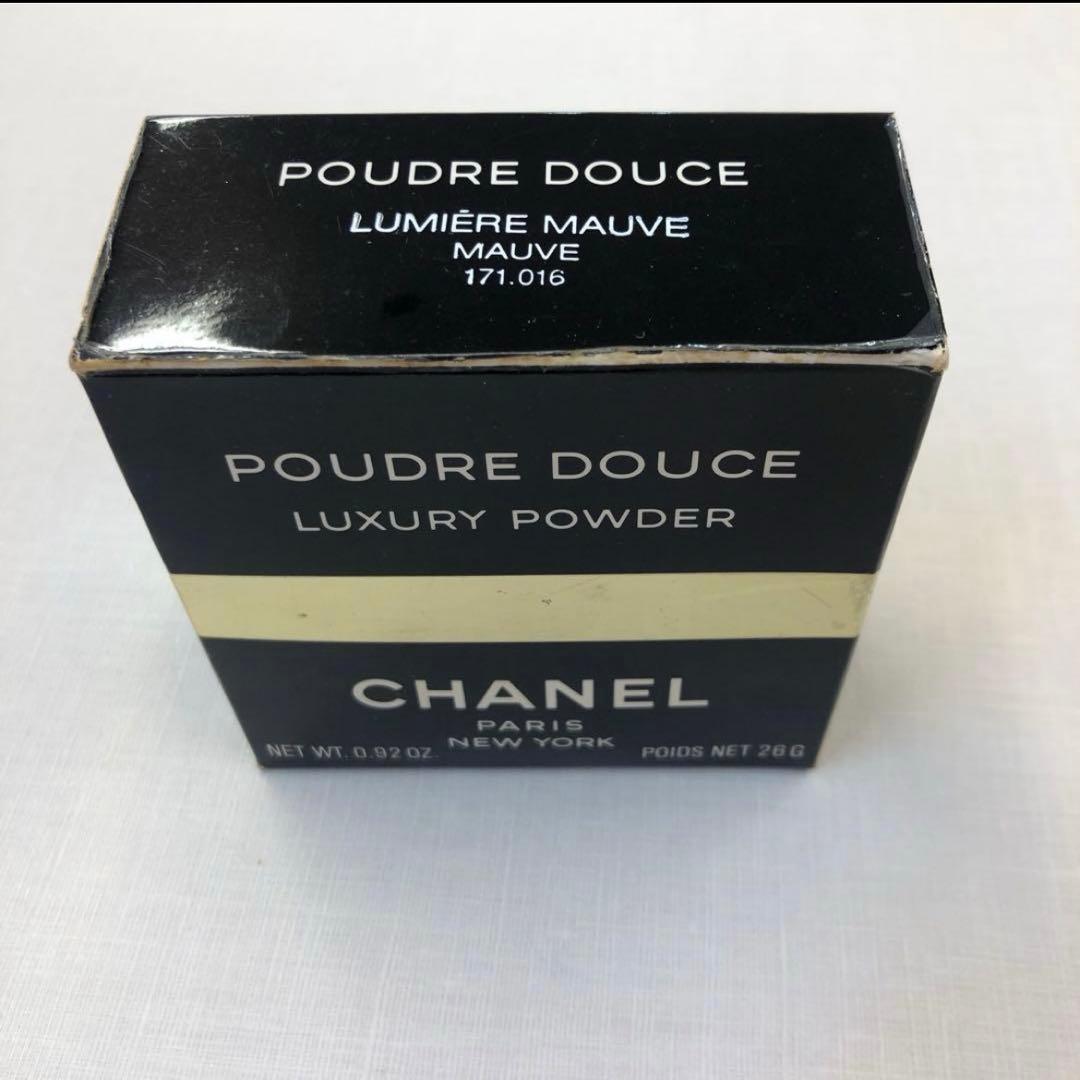 POUDRE DOUCE
LUMIÈRE MAUVE
MAUVE
171.016
POUDRE DOUCE
LUXURY POWDER
CHANEL
PARIS
NEW YORK
NET WT. 0.92 OZ.
POIDS NET 26 G